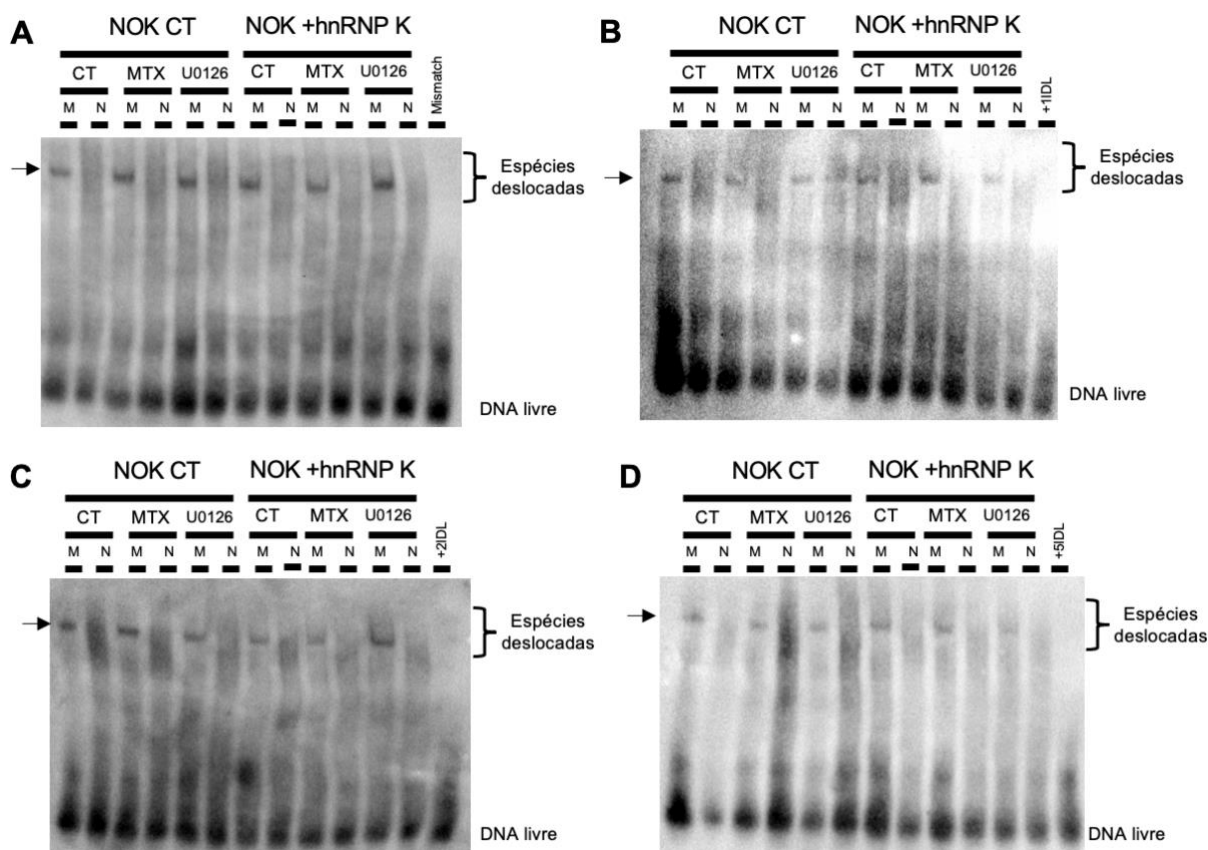 A
NOK CT NOK +hnRNP K
CT MTX U0126 CT MTX U0126 Mismatch
M N M N M N M N M N M N
Espécies
deslocadas
DNA livre
B
NOK CT NOK +hnRNP K
CT MTX U0126 CT MTX U0126 +1IDL
M N M N M N M N M N M N
Espécies
deslocadas
DNA livre
C
NOK CT NOK +hnRNP K
CT MTX U0126 CT MTX U0126 +2IDL
M N M N M N M N M N M N
Espécies
deslocadas
DNA livre
D
NOK CT NOK +hnRNP K
CT MTX U0126 CT MTX U0126 +5IDL
M N M N M N M N M N M N
Espécies
deslocadas
DNA livre